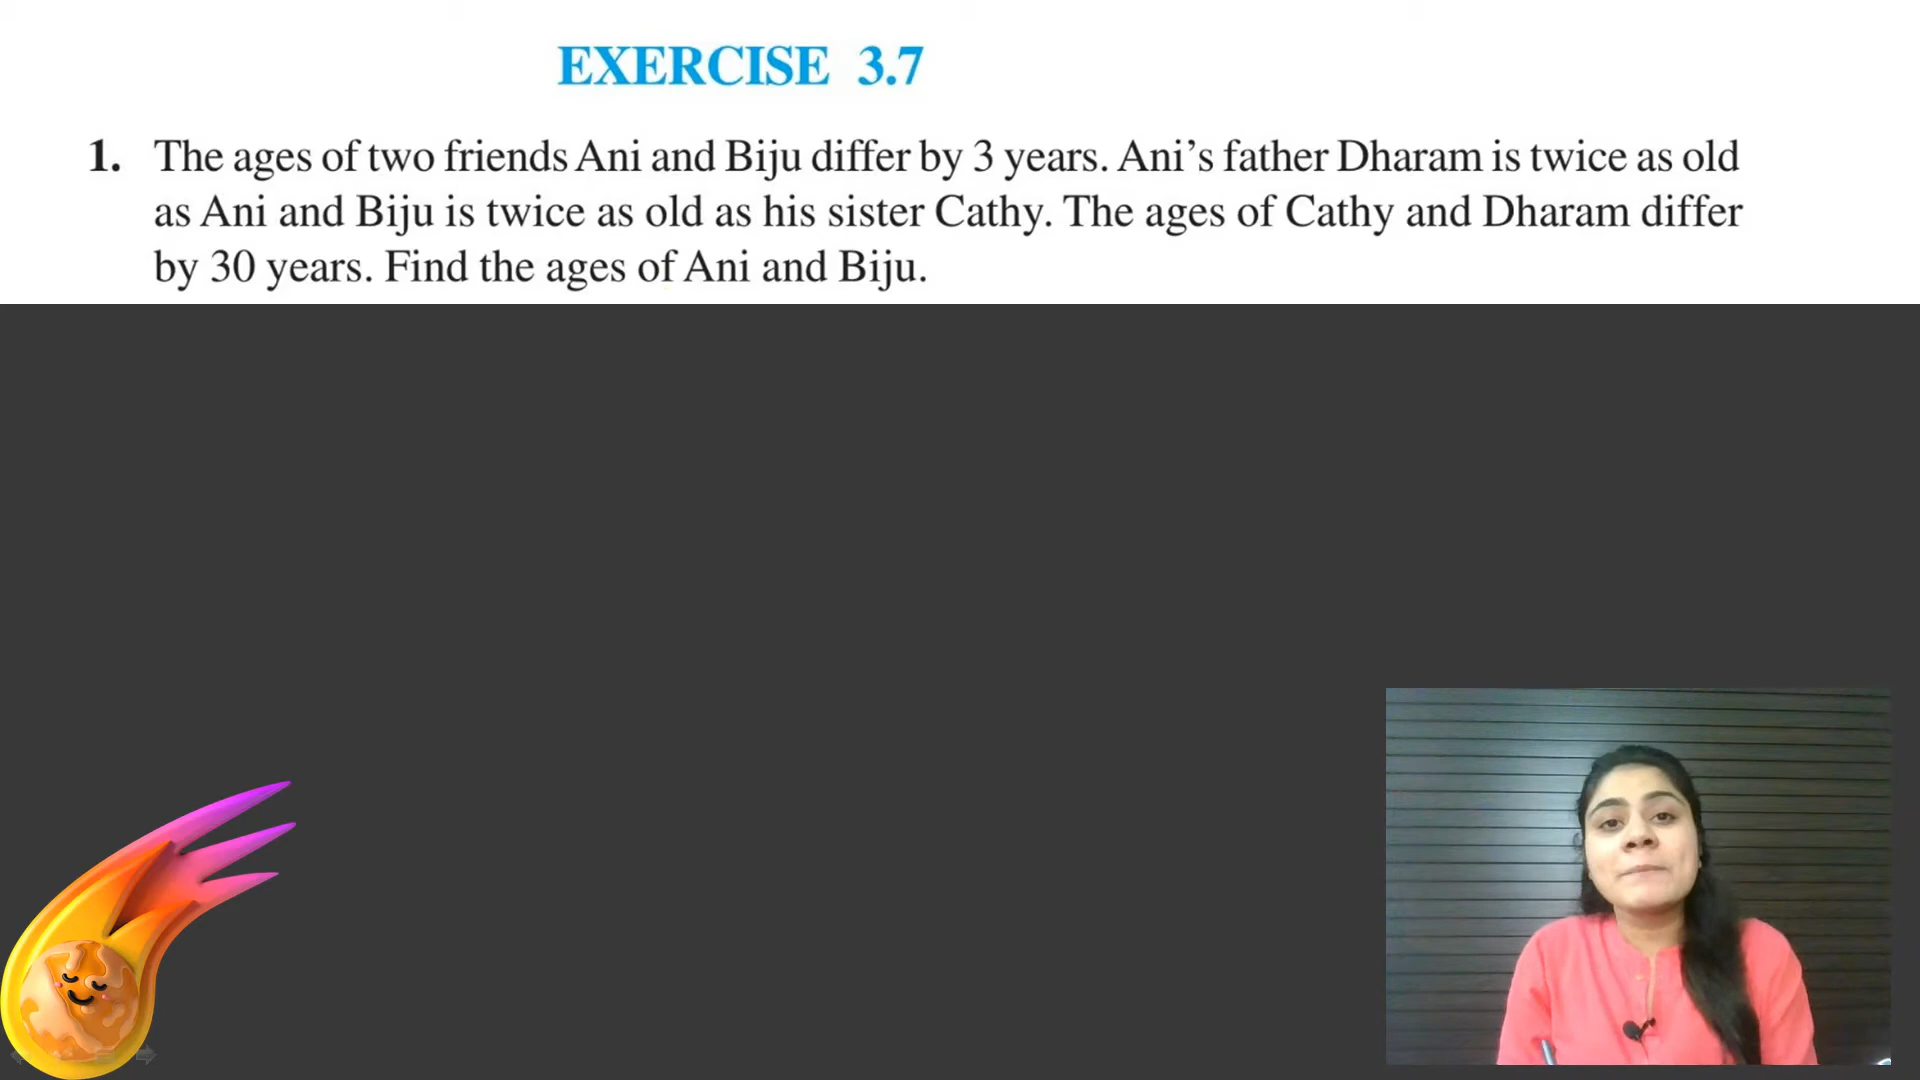 EXERCISE 3.7
1. The ages of two friends Ani and Biju differ by 3 years. Ani’s father Dharam is twice as old
as Ani and Biju is twice as old as his sister Cathy. The ages of Cathy and Dharam differ
by 30 years. Find the ages of Ani and Biju.